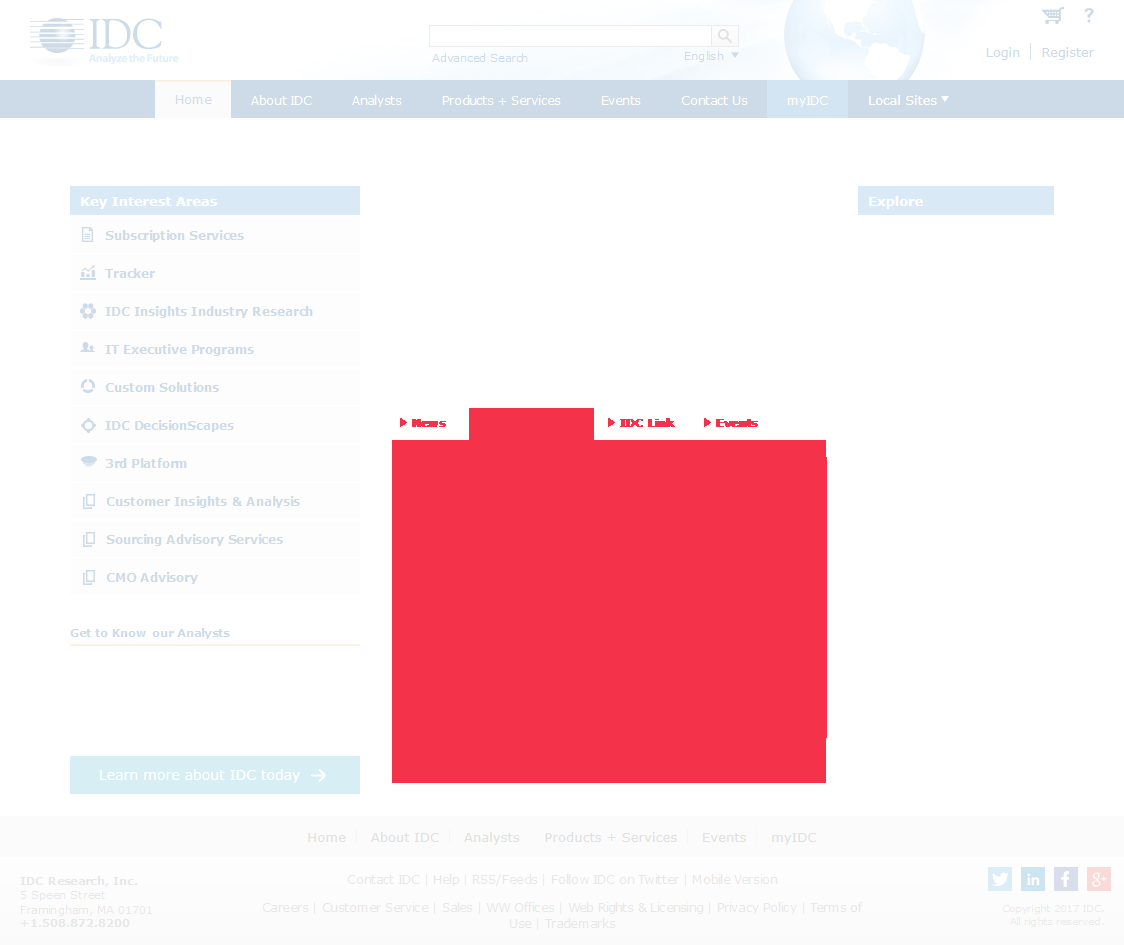 IDC
Analyze the Future
Advanced Search
English
?
Login
Register
Home
About IDC
Analysts
Products + Services
Events
Contact Us
myIDC
Local Sites
Key Interest Areas
Subscription Services
Tracker
IDC Insights Industry Research
IT Executive Programs
Custom Solutions
IDC DecisionScapes
3rd Platform
Customer Insights & Analysis
Sourcing Advisory Services
CMO Advisory
Get to Know our Analysts
Learn more about IDC today
News
IDC Link
Events
Explore
Home
About IDC
Analysts
Products + Services
Events
myIDC
IDC Research, Inc.
5 Speen Street
Framingham, MA 01701
+1.508.872.8200
Contact IDC | Help | RSS/Feeds | Follow IDC on Twitter | Mobile Version
Careers | Customer Service | Sales | WW Offices | Web Rights & Licensing | Privacy Policy | Terms of
Use | Trademarks
in
f
g+
Copyright 2017 IDC.
All rights reserved.